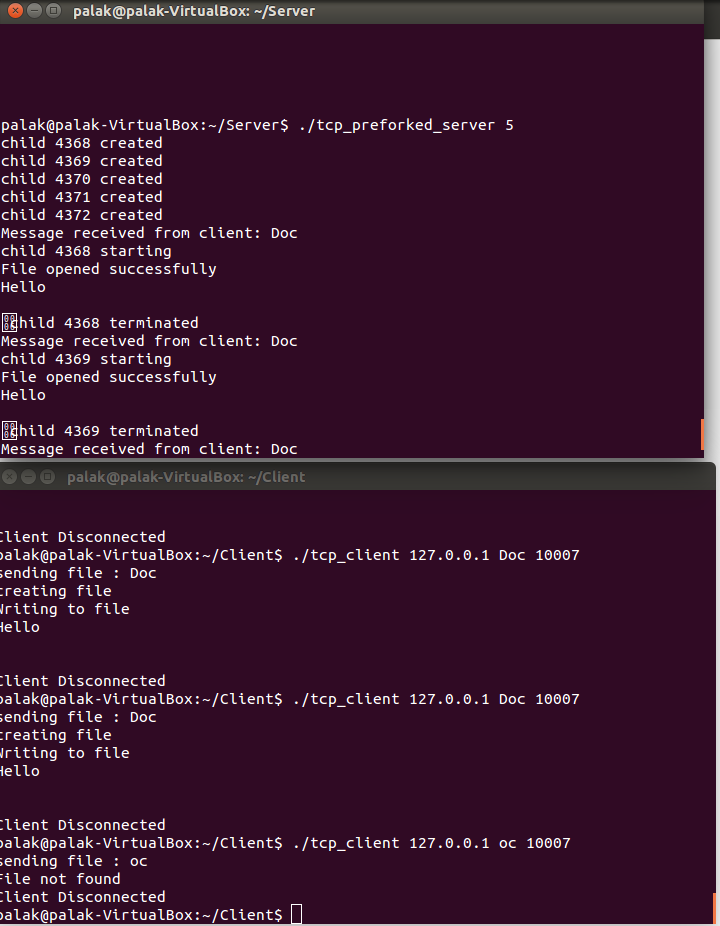 palak@palak-VirtualBox: ~/Server
palak@palak-VirtualBox:~/Server$ ./tcp_preforked_server 5
child 4368 created
child 4369 created
child 4370 created
child 4371 created
child 4372 created
Message received from client: Doc
child 4368 starting
File opened successfully
Hello
child 4368 terminated
Message received from client: Doc
child 4369 starting
File opened successfully
Hello
child 4369 terminated
Message received from client: Doc
palak@palak-VirtualBox: ~/Client
Client Disconnected
palak@palak-VirtualBox:~/Client$ ./tcp_client 127.0.0.1 Doc 10007
sending file : Doc
creating file
Writing to file
Hello
Client Disconnected
palak@palak-VirtualBox:~/Client$ ./tcp_client 127.0.0.1 Doc 10007
sending file : Doc
creating file
Writing to file
Hello
Client Disconnected
palak@palak-VirtualBox:~/Client$ ./tcp_client 127.0.0.1 oc 10007
sending file : oc
File not found
Client Disconnected
palak@palak-VirtualBox:~/Client$